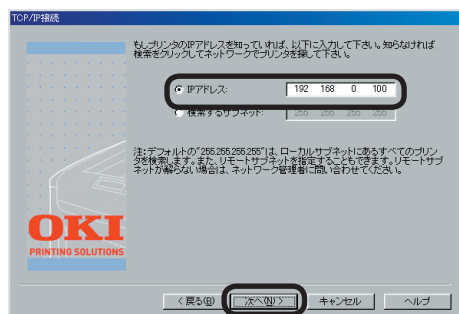 TCP/IP接続
もしプリンタのIPアドレスを知っていれば、以下に入力して下さい。知らなければ
検索をクリックしてネットワークでプリンタを探して下さい。
IPアドレス: 192 168 0 100
検索するサブネット: 255 255 255 255
注:デフォルトの"255.255.255.255"は、ローカルサブネットにあるすべてのプリン
タを検索します。また、リモートサブネットを指定することもできます。リモートサブ
ネットが解らない場合は、ネットワーク管理者に問い合わせてください。
OKI
PRINTING SOLUTIONS
< 戻る(B) 次へ(N) > キャンセル ヘルプ